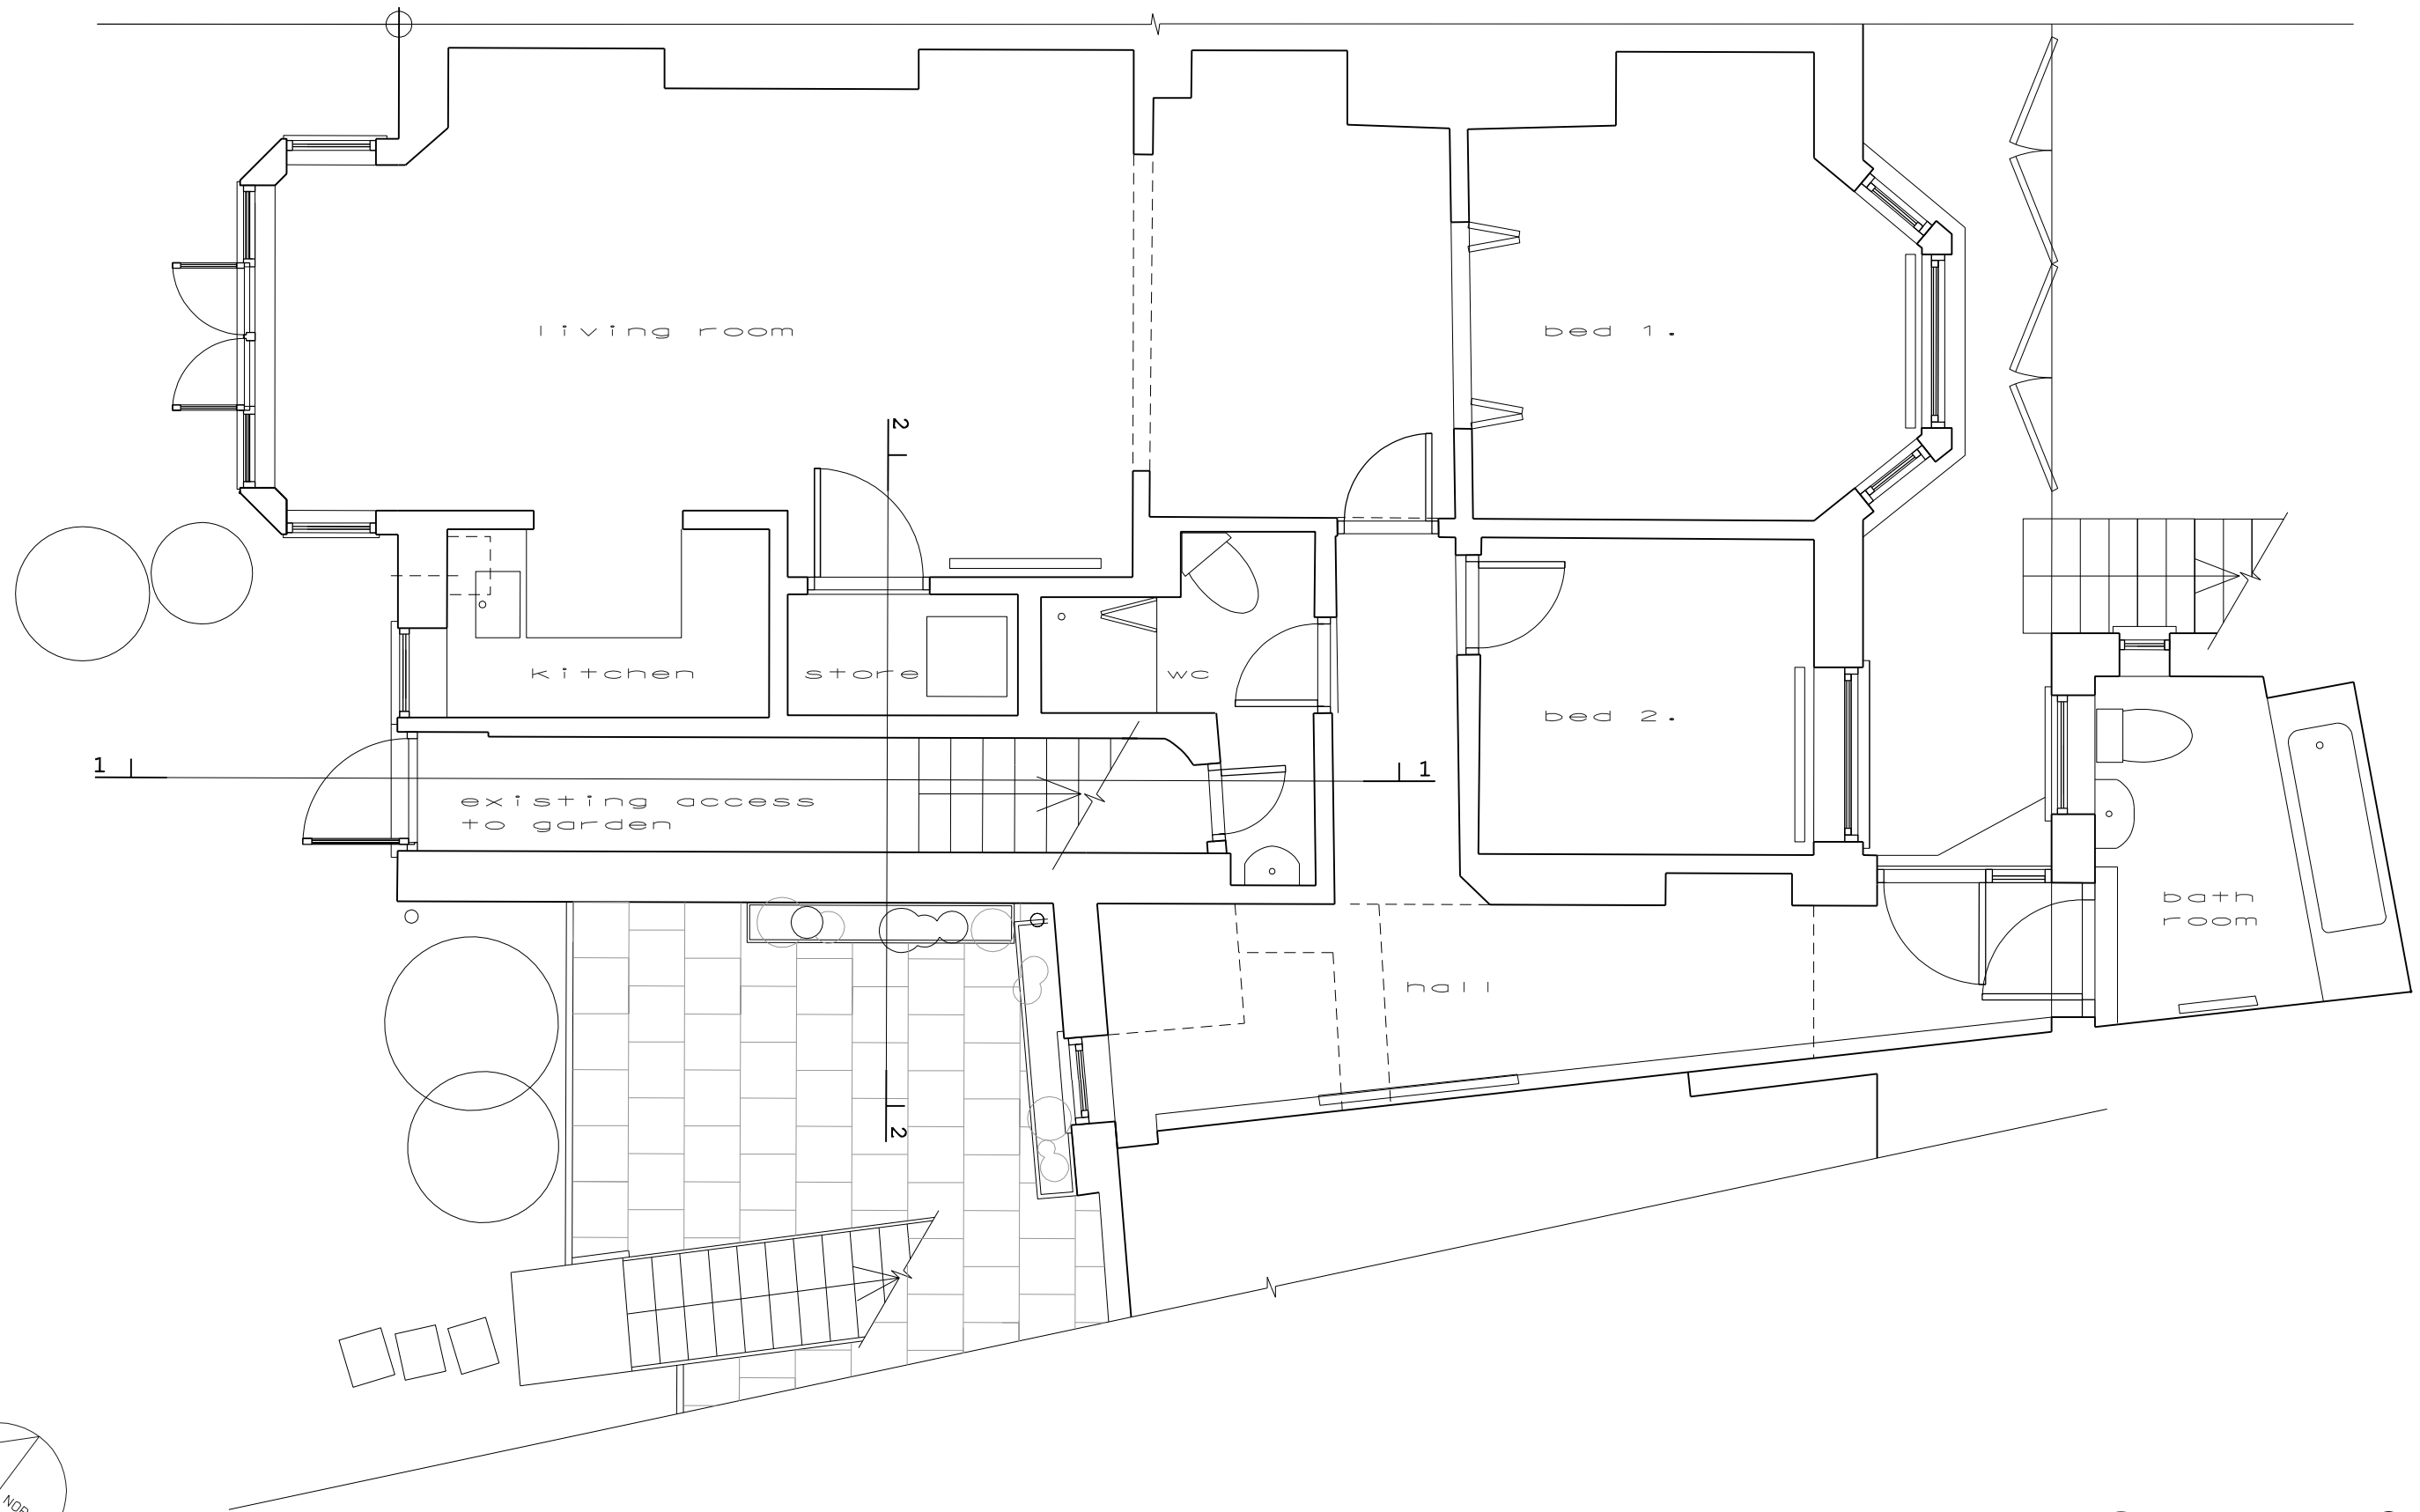 living room
bed 1.
2
kitchen
store
wc
bed 2.
1
1
existing access
to garden
bath
room
hall
2